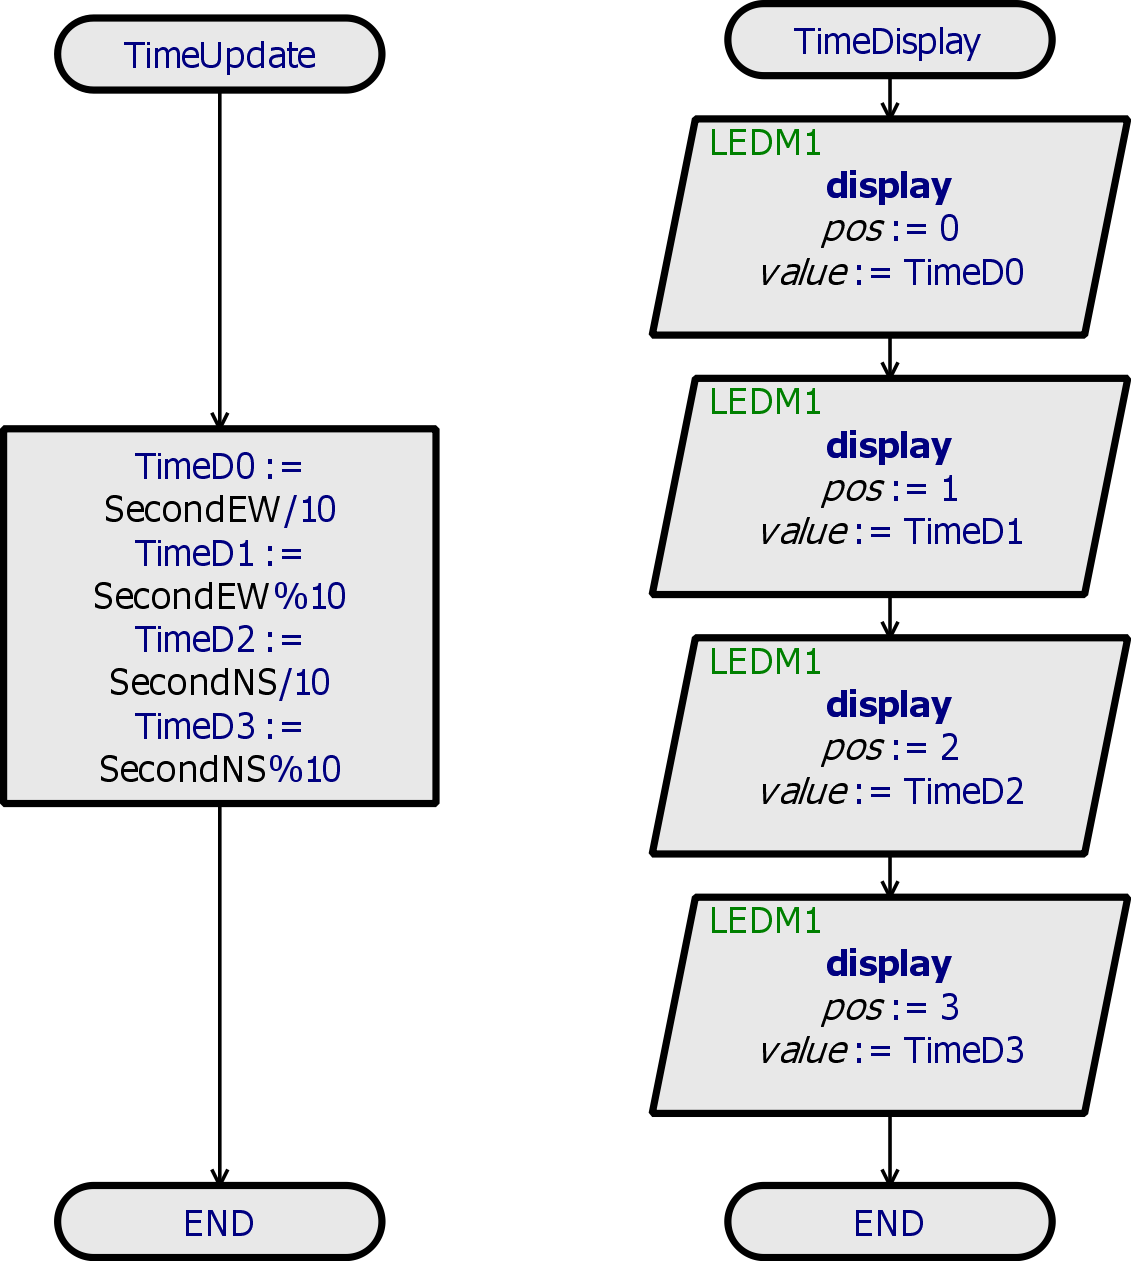 TimeUpdate
TimeD0 :=
SecondEW/10
TimeD1 :=
SecondEW%10
TimeD2 :=
SecondNS/10
TimeD3 :=
SecondNS%10
END
TimeDisplay
LEDM1
display
pos := 0
value := TimeD0
LEDM1
display
pos := 1
value := TimeD1
LEDM1
display
pos := 2
value := TimeD2
LEDM1
display
pos := 3
value := TimeD3
END